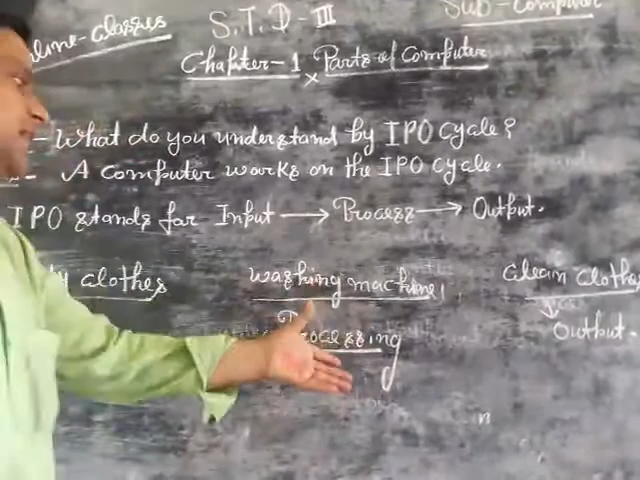 S.T.D - III Sub - Computer
line - classes
Chapter - 1 Parts of Computer
- What do you understand by IPO cycle?
- A computer works on the IPO cycle.
IPO stands for Input → Process → Output.
clothes washing machine clean clothes
Output.